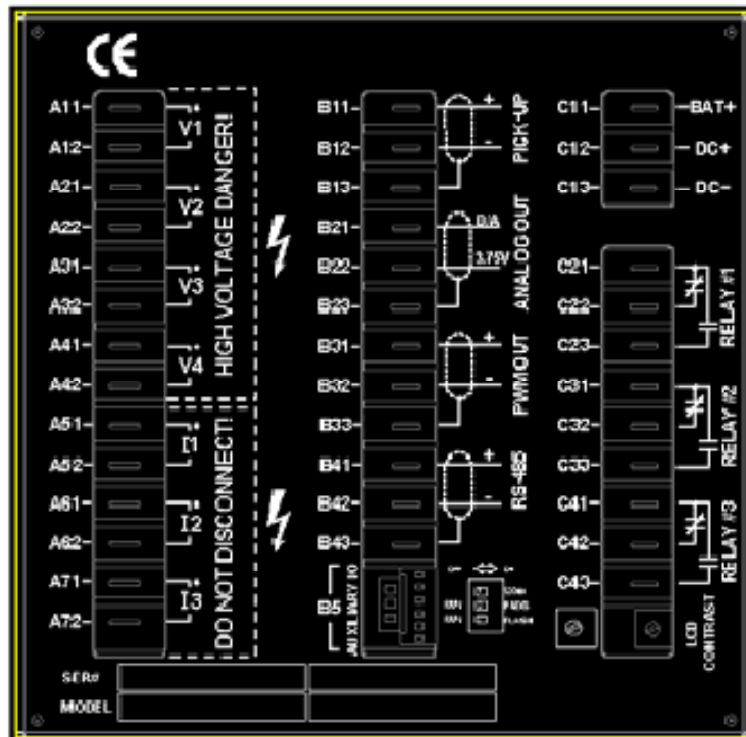 CE
A11
A12
A21
A22
A31
A32
A41
A42
A51
A52
A61
A62
A71
A72
V1
V2
V3
V4
I1
I2
I3
HIGH VOLTAGE DANGER!
DO NOT DISCONNECT!
B11
B12
B13
B21
B22
B23
B31
B32
B33
B41
B42
B43
B5
AUXILIARY IO
+
-
PICK-UP
D/A
3.75V
ANALOG OUT
+
-
PWM OUT
+
-
RS-485
FLASH
C11
C12
C13
BAT+
DC+
DC-
C21
C22
C23
C31
C32
C33
C41
C42
C43
RELAY #1
RELAY #2
RELAY #3
LCD
CONTRAST
SER#
MODEL